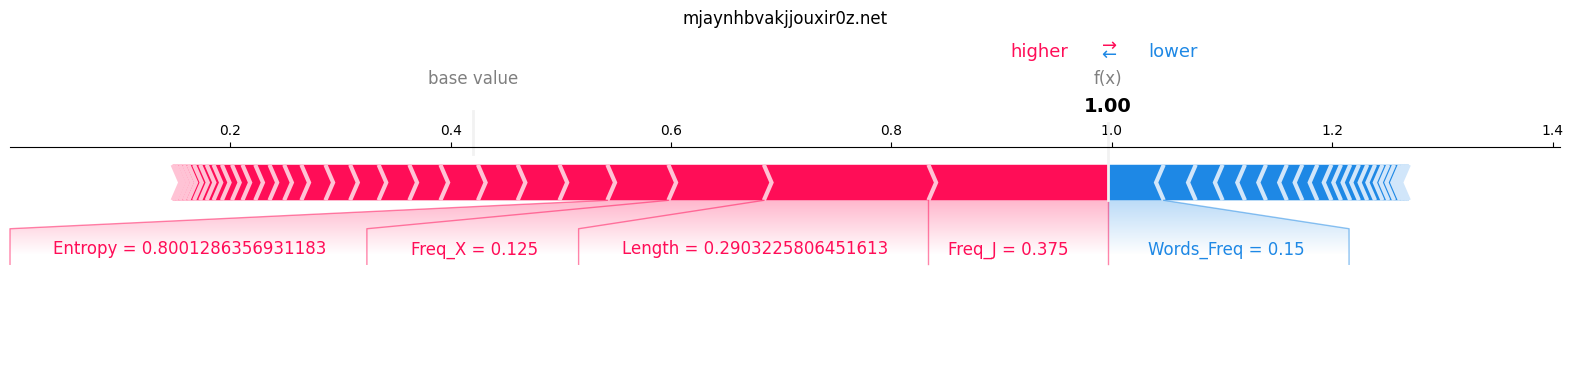 mjaynhbvakjjouxir0z.net
higher ⇄ lower
base value f(x)
1.00
0.2 0.4 0.6 0.8 1.0 1.2 1.4
Entropy = 0.8001286356931183 Freq_X = 0.125 Length = 0.2903225806451613 Freq_J = 0.375 Words_Freq = 0.15